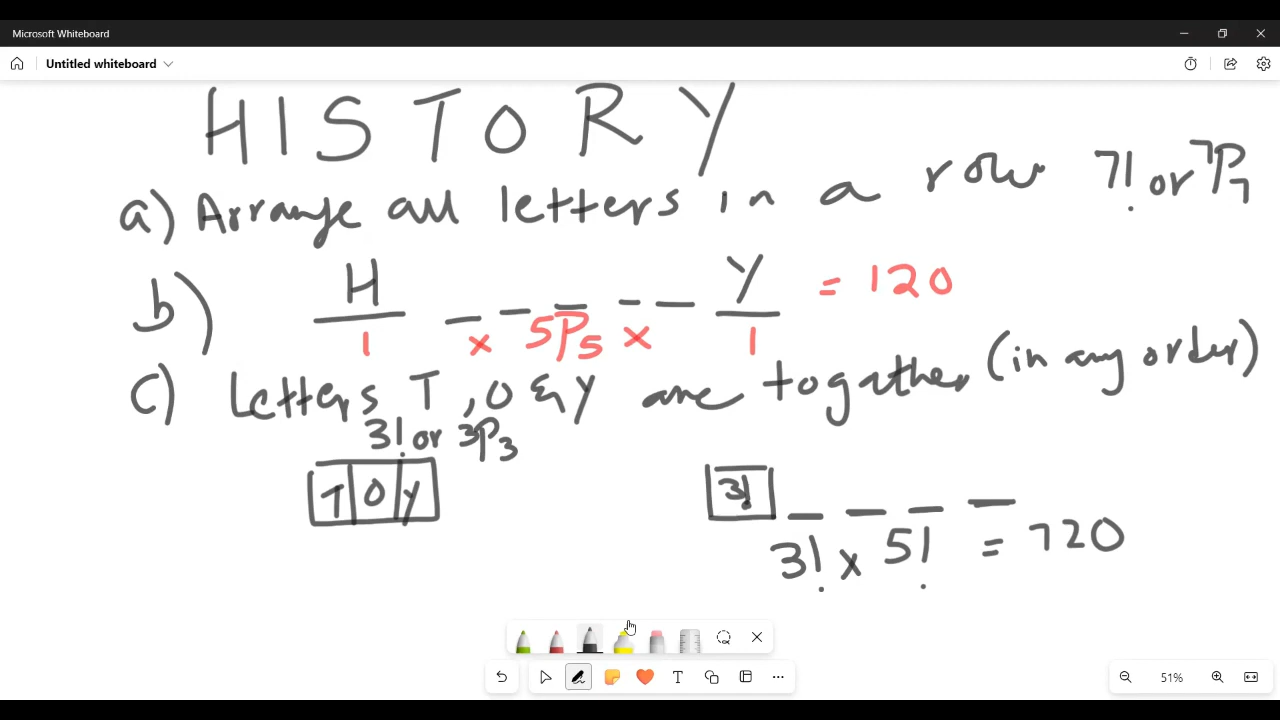 Microsoft Whiteboard
Untitled whiteboard
H I S T O R Y
a) Arrange all letters in a row 7! or 7P7
b) H _ _ _ _ _ Y = 120
1 x 5P5 x 1
c) Letters T, O & Y are together (in any order)
3! or 3P3
T O Y
3! _ _ _ _
3! x 5! = 720
51%